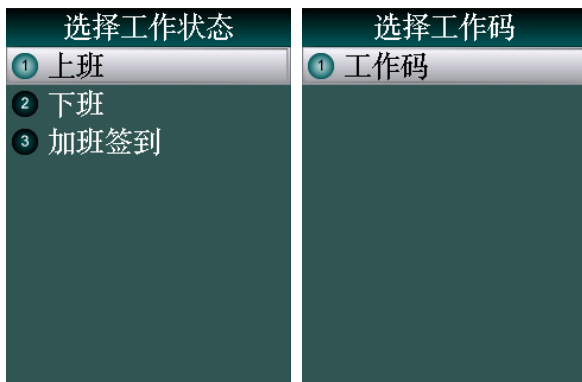 选择工作状态
1 上班
2 下班
3 加班签到
选择工作码
1 工作码